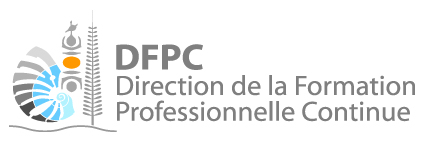 DFPC
Direction de la Formation
Professionnelle Continue